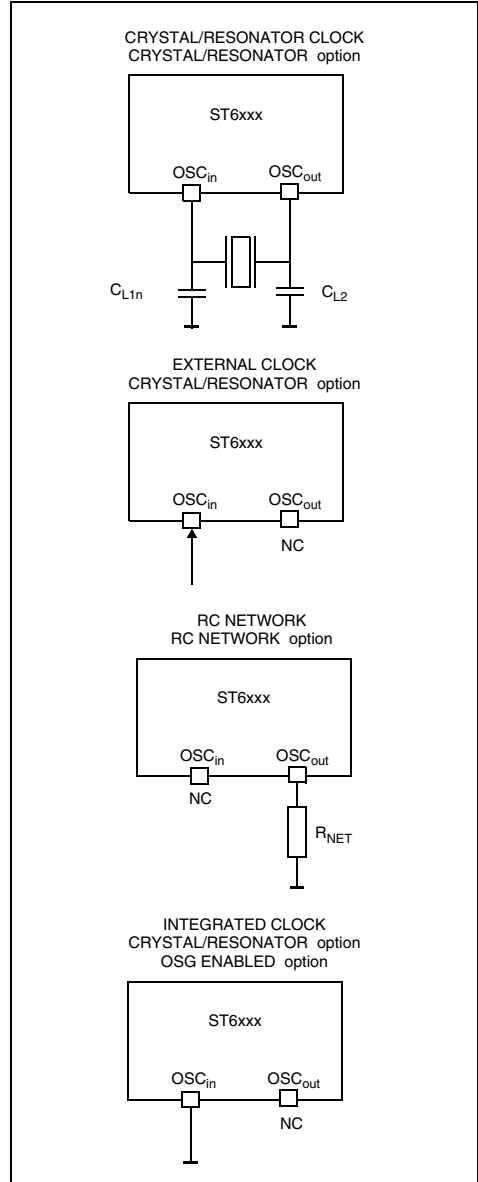 CRYSTAL/RESONATOR CLOCK
CRYSTAL/RESONATOR option
ST6xxx
OSCin OSCout
CL1n CL2
EXTERNAL CLOCK
CRYSTAL/RESONATOR option
ST6xxx
OSCin OSCout
NC
RC NETWORK
RC NETWORK option
ST6xxx
OSCin OSCout
NC
RNET
INTEGRATED CLOCK
CRYSTAL/RESONATOR option
OSG ENABLED option
ST6xxx
OSCin OSCout
NC